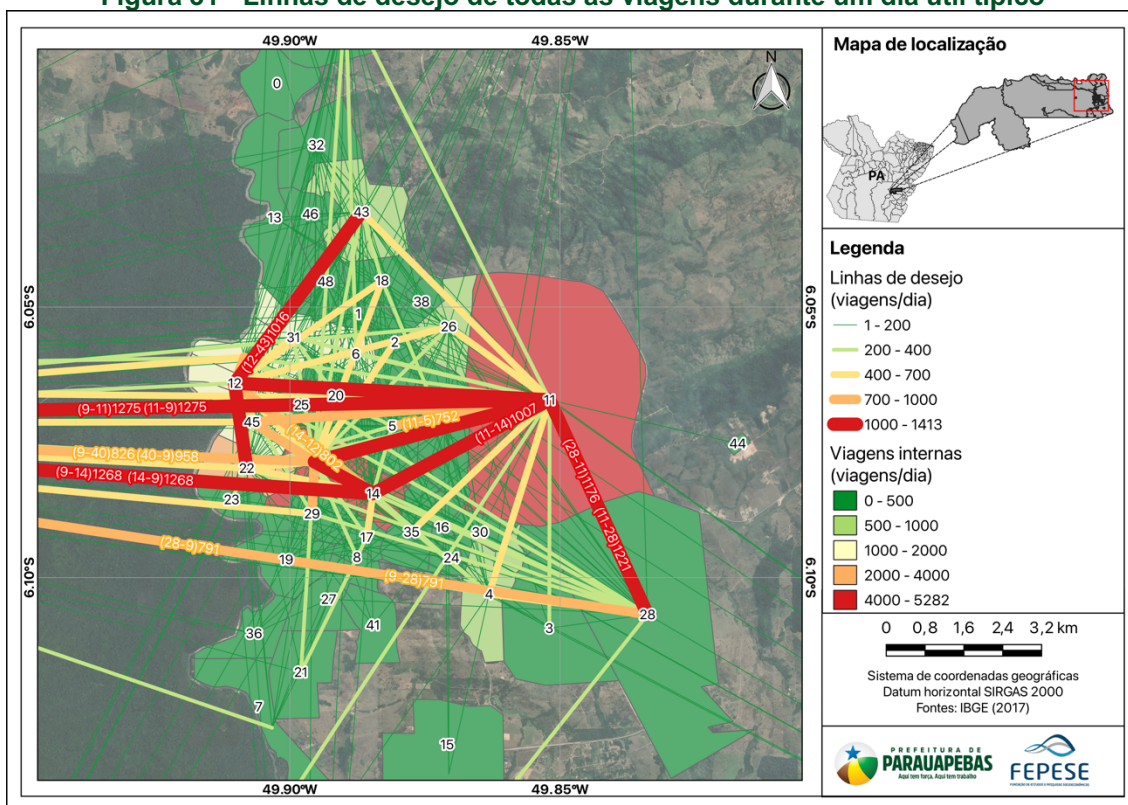 Figura 31 - Linhas de desejo de todas as viagens durante um dia útil típico
49.90°W
49.85°W
Mapa de localização
PA
N
0
32
13
46
43
48
18
38
1
26
31
6
2
6.05°S
6.05°S
(12-43)1016
12
20
25
11
(9-11)1275 (11-9)1275
45
5
(11-5)752
(11-14)1007
(14-12)802
44
(9-40)826 (40-9)958
22
(9-14)1268 (14-9)1268
14
(28-11)1176 (11-28)1221
23
29
35
16
30
17
(28-9)791
19
8
24
(9-28)791
6.10°S
6.10°S
4
28
27
36
41
3
21
7
15
49.90°W
49.85°W
Legenda
Linhas de desejo
(viagens/dia)
1 - 200
200 - 400
400 - 700
700 - 1000
1000 - 1413
Viagens internas
(viagens/dia)
0 - 500
500 - 1000
1000 - 2000
2000 - 4000
4000 - 5282
0 0,8 1,6 2,4 3,2 km
Sistema de coordenadas geográficas
Datum horizontal SIRGAS 2000
Fontes: IBGE (2017)
PREFEITURA DE
PARAUAPEBAS
Aqui tem força. Aqui tem trabalho
FEPESE